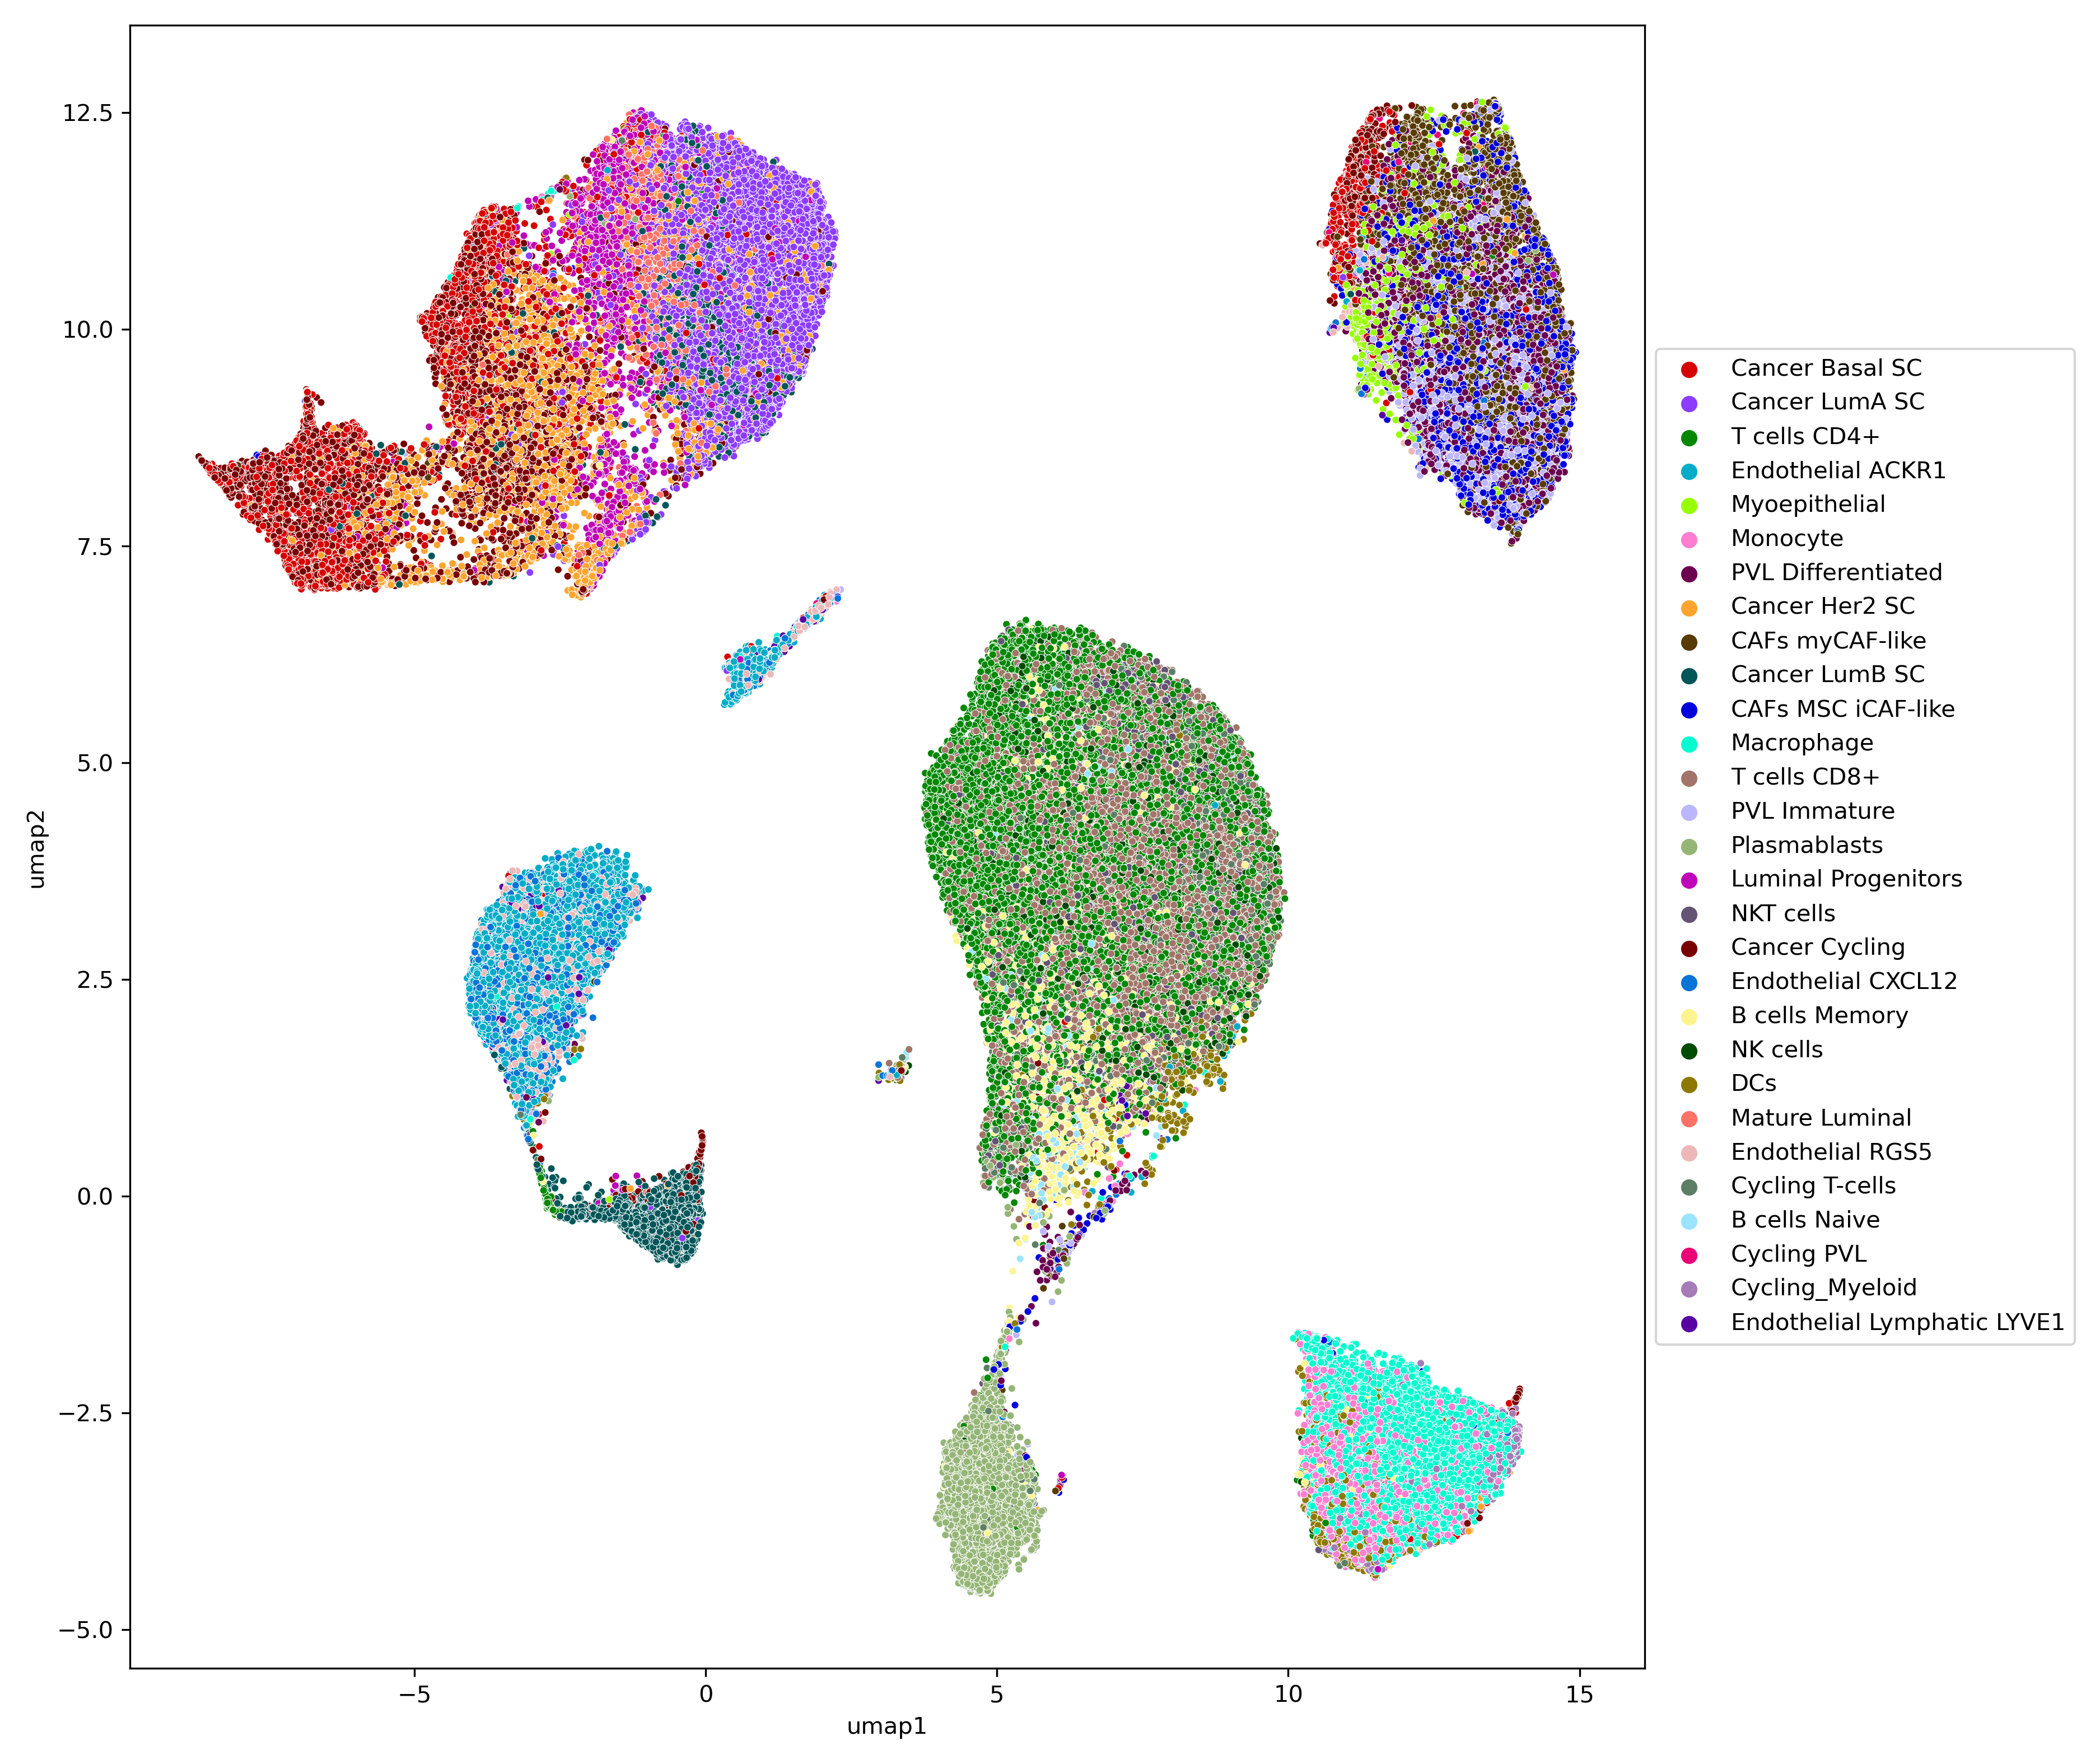 12.5
10.0
7.5
5.0
2.5
0.0
−2.5
−5.0
umap2
−5
0
5
10
15
umap1
Cancer Basal SC
Cancer LumA SC
T cells CD4+
Endothelial ACKR1
Myoepithelial
Monocyte
PVL Differentiated
Cancer Her2 SC
CAFs myCAF-like
Cancer LumB SC
CAFs MSC iCAF-like
Macrophage
T cells CD8+
PVL Immature
Plasmablasts
Luminal Progenitors
NKT cells
Cancer Cycling
Endothelial CXCL12
B cells Memory
NK cells
DCs
Mature Luminal
Endothelial RGS5
Cycling T-cells
B cells Naive
Cycling PVL
Cycling_Myeloid
Endothelial Lymphatic LYVE1